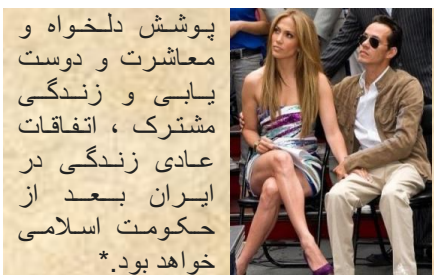 پوشش دلخواه و
معاشرت و دوست
یابی و زندگی
مشترک ، اتفاقات
عادی زندگی در
ایران بعد از
حکومت اسلامی
خواهد بود.*